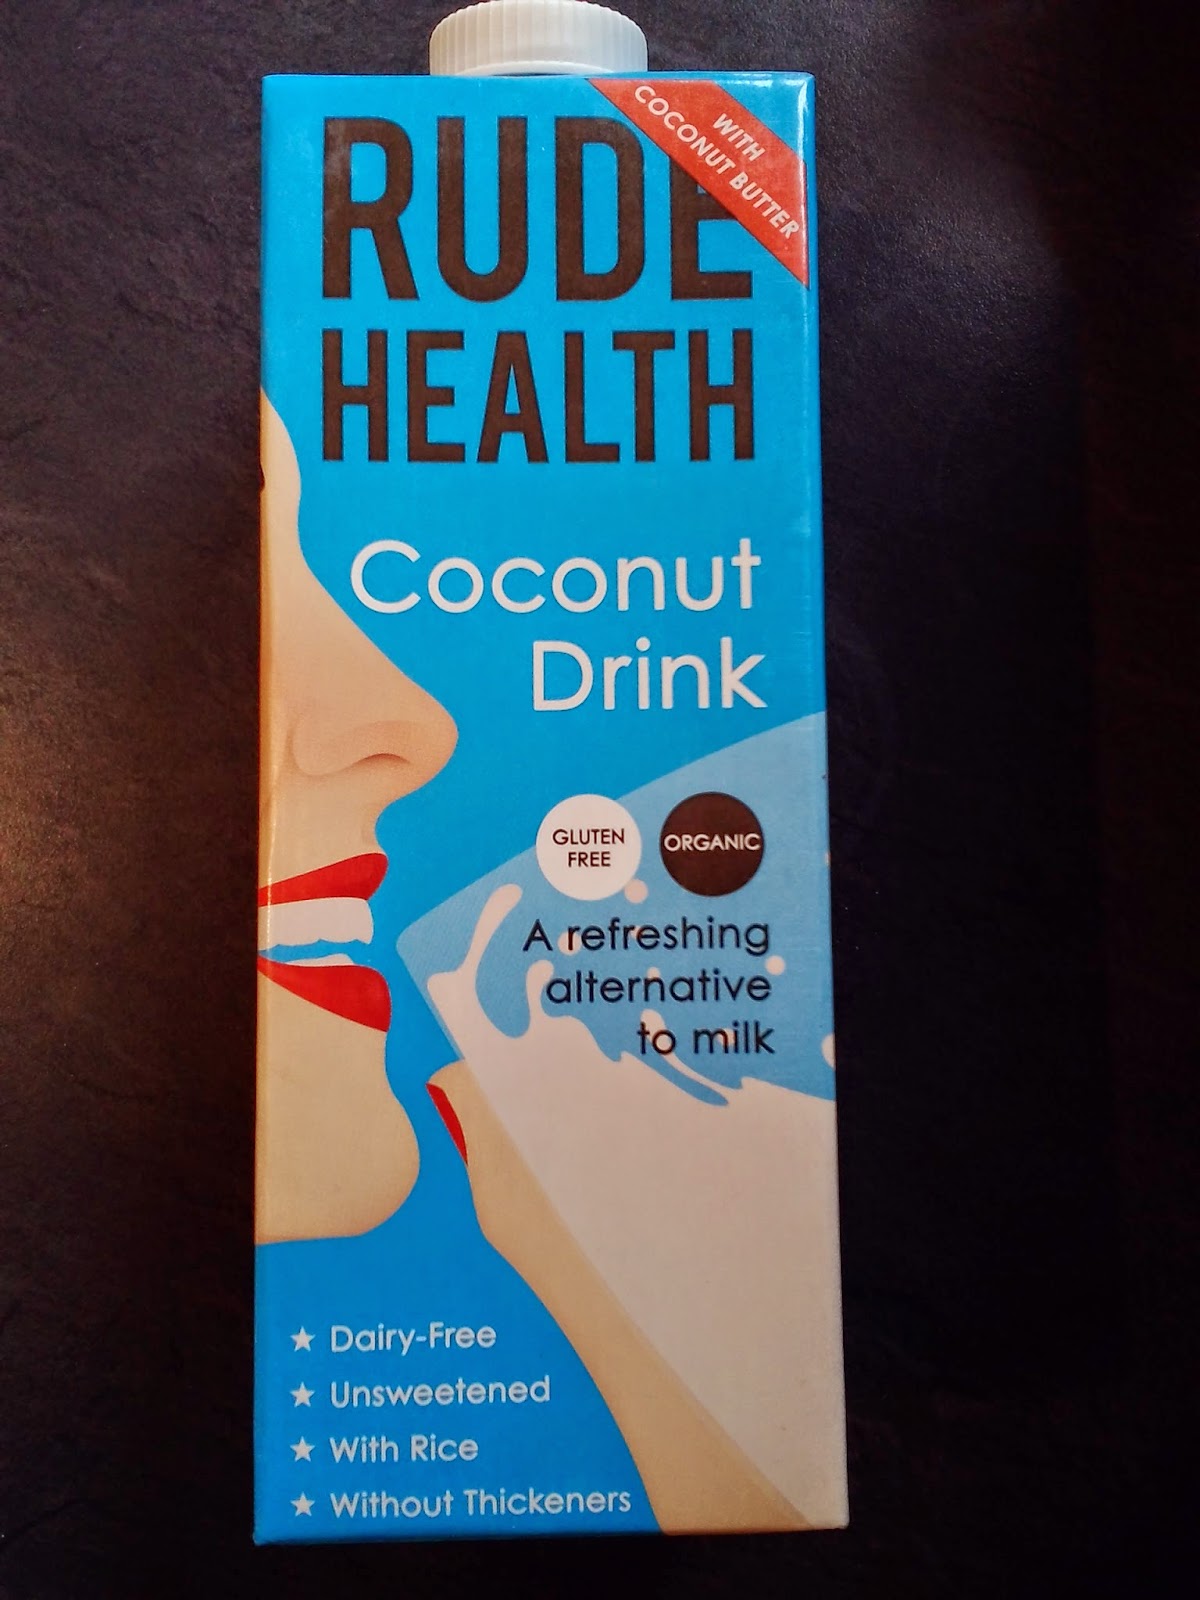 WITH
COCONUT BUTTER
RUDE
HEALTH
Coconut
Drink
GLUTEN
FREE
ORGANIC
A refreshing
alternative
to milk
★ Dairy-Free
★ Unsweetened
★ With Rice
★ Without Thickeners